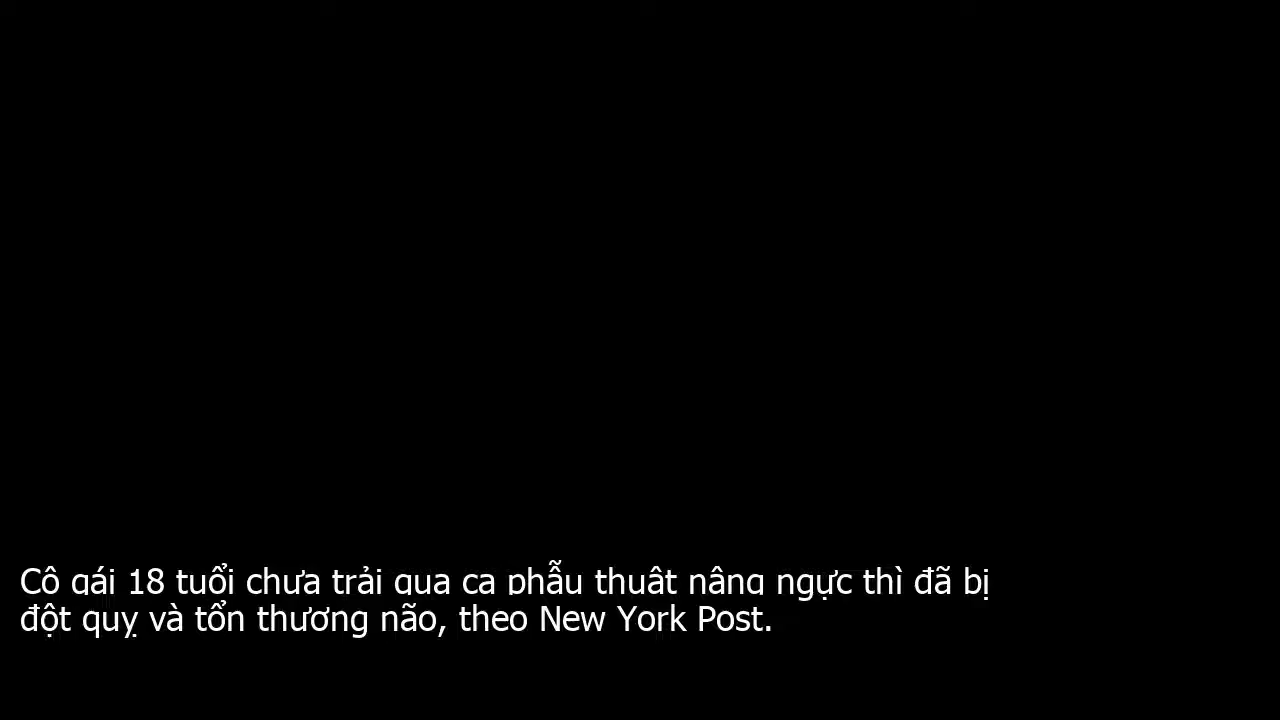 Cô gái 18 tuổi chưa trải qua ca phẫu thuật nâng ngực thì đã bị
đột quỵ và tổn thương não, theo New York Post.